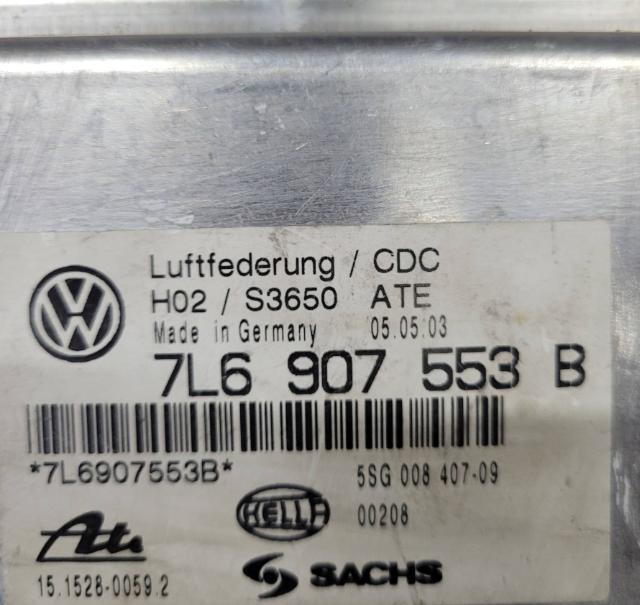 Luftfederung / CDC
H02 / S3650 ATE
Made in Germany 05.05.03
7L6 907 553 B
*7L6907553B* 5SG 008 407-09
HELLA 00208
Ate
15.1528-0059.2 SACHS